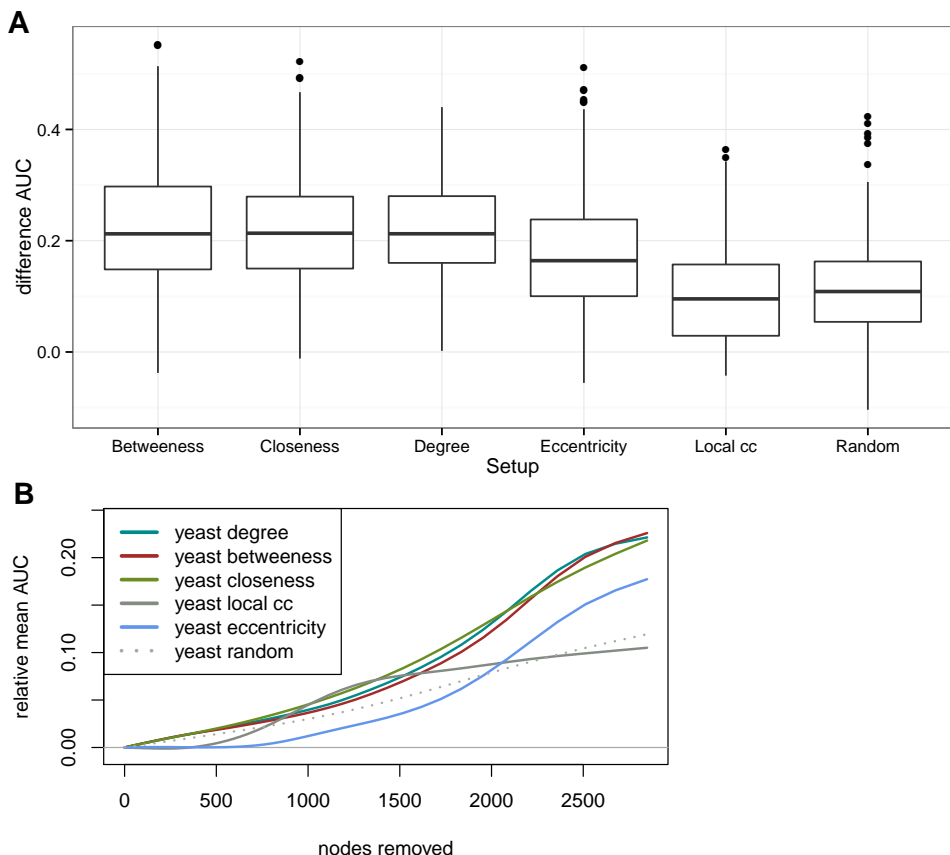 A
difference AUC
0.4
0.2
0.0
Betweeness Closeness Degree Eccentricity Local cc Random
Setup
B
relative mean AUC
0.20
0.10
0.00
yeast degree
yeast betweeness
yeast closeness
yeast local cc
yeast eccentricity
yeast random
0 500 1000 1500 2000 2500
nodes removed